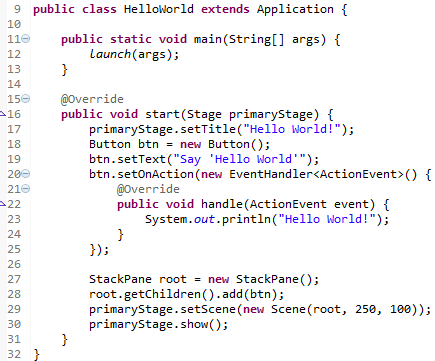 9 public class HelloWorld extends Application {
10
11 public static void main(String[] args) {
12 launch(args);
13 }
14
15 @Override
16 public void start(Stage primaryStage) {
17 primaryStage.setTitle("Hello World!");
18 Button btn = new Button();
19 btn.setText("Say 'Hello World'");
20 btn.setOnAction(new EventHandler<ActionEvent>() {
21 @Override
22 public void handle(ActionEvent event) {
23 System.out.println("Hello World!");
24 }
25 });
26
27 StackPane root = new StackPane();
28 root.getChildren().add(btn);
29 primaryStage.setScene(new Scene(root, 250, 100));
30 primaryStage.show();
31 }
32 }